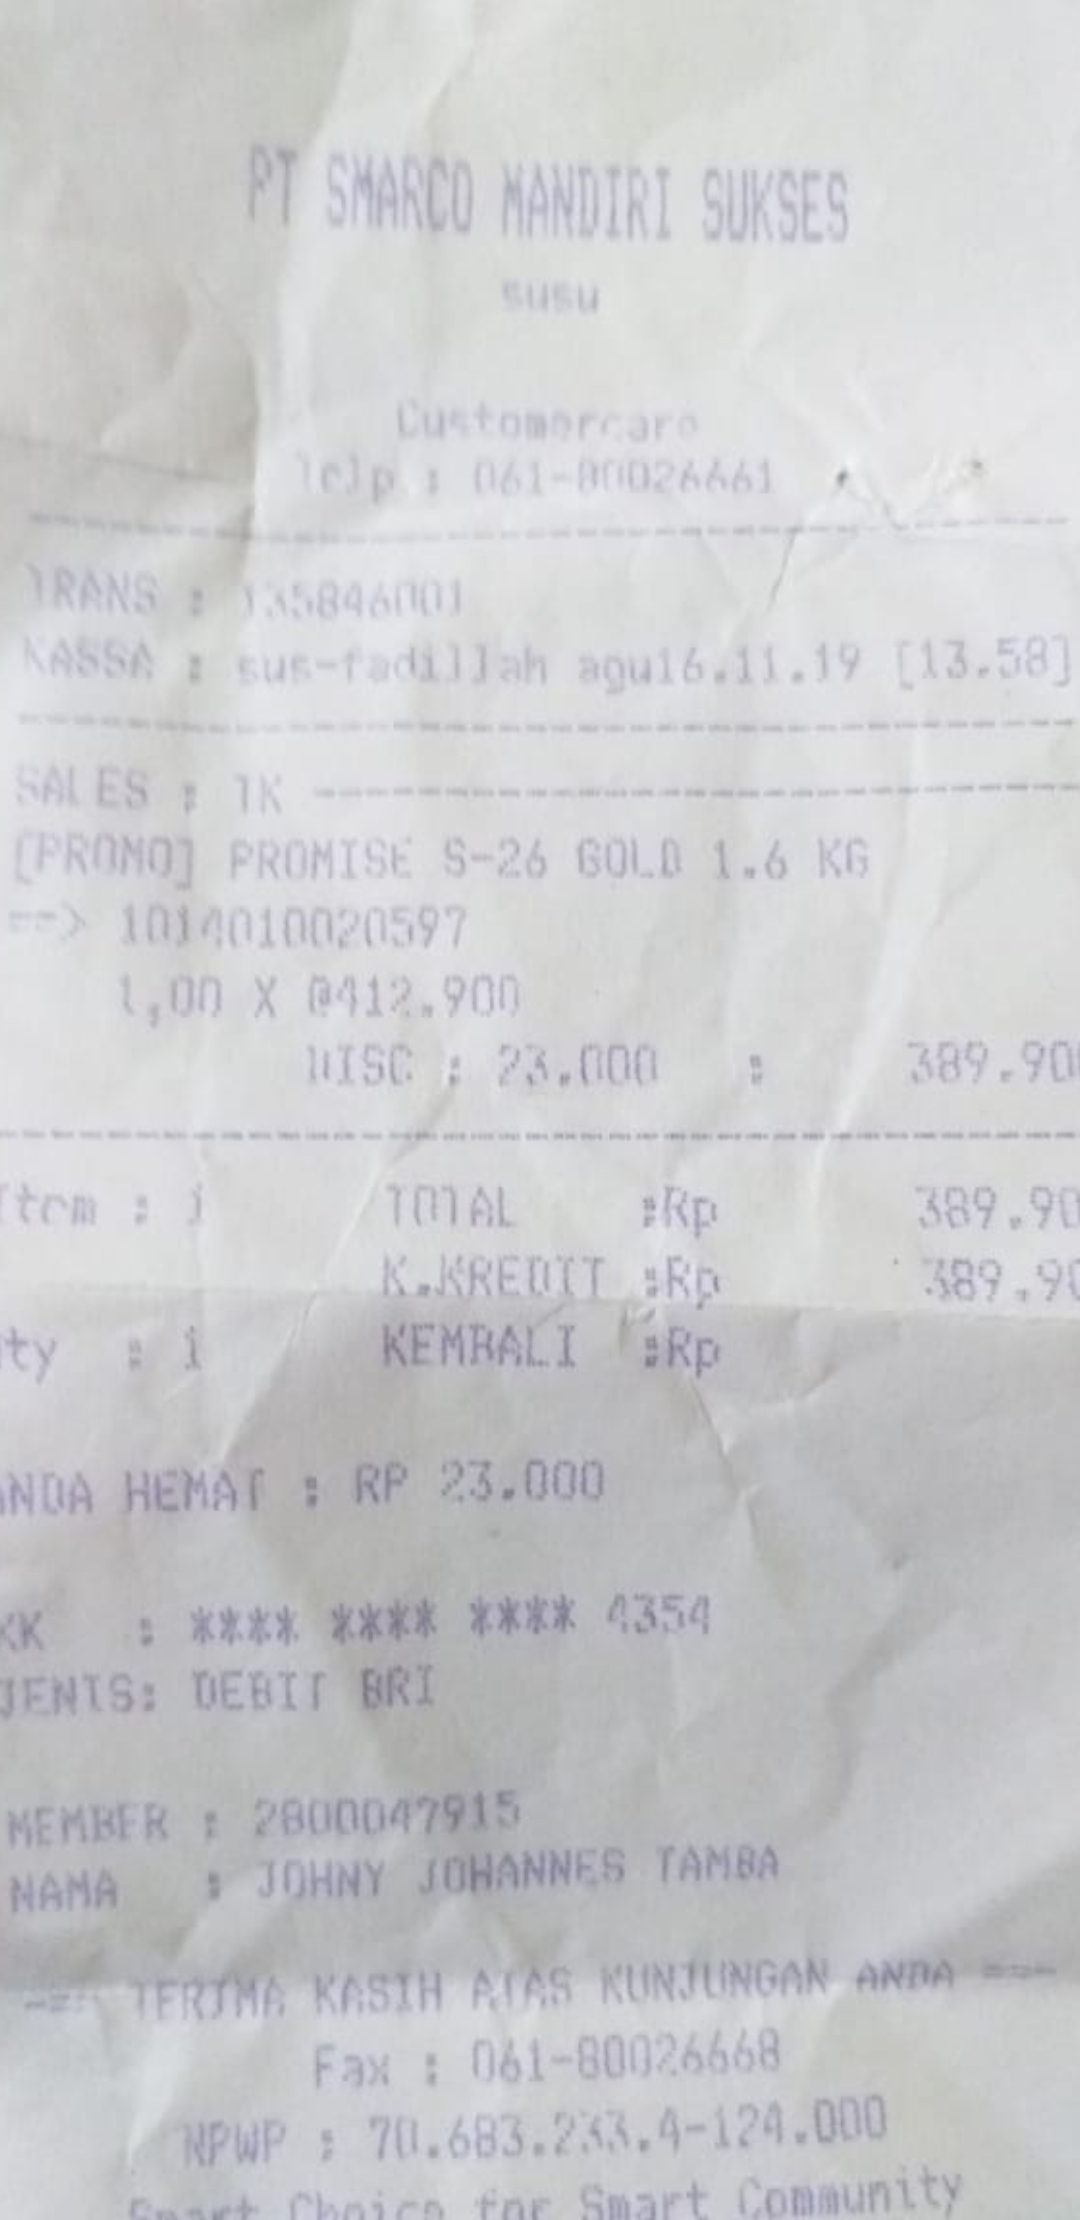 PT SMARCO MANDIRI SUKSES
susu
Customercare
Telp : 061-80026661
TRANS : 135846001
KASSA : sus-fadillah agu16.11.19 [13.58]
SALES : 1K
[PROMO] PROMISE S-26 GOLD 1.6 KG
==> 1014010020597
1,00 X @412.900
DISC : 23.000 : 389.900
Item : 1 TOTAL :Rp 389.90
K.KREDIT :Rp 389.90
ty : 1 KEMBALI :Rp
ANDA HEMAT : RP 23.000
KK : **** **** **** 4354
JENIS: DEBIT BRI
MEMBER : 2800047915
NAMA : JOHNY JOHANNES TAMBA
-== TERIMA KASIH ATAS KUNJUNGAN ANDA ==-
Fax : 061-80026668
NPWP : 70.683.233.4-124.000
Smart Choice for Smart Community